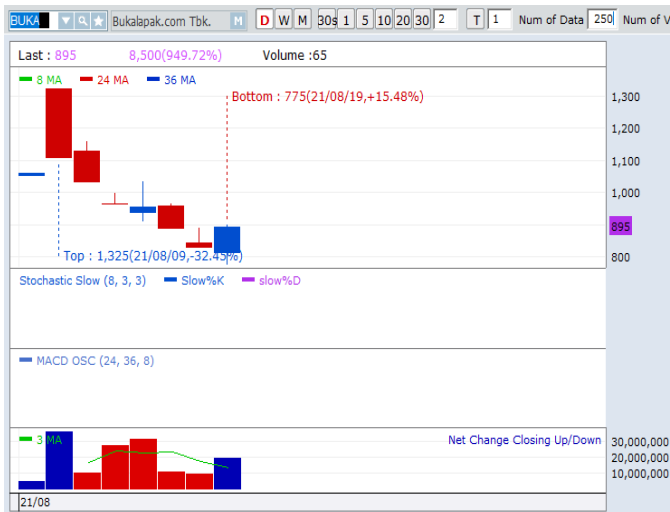 BUKA Bukalapak.com Tbk. M D W M 30s 1 5 10 20 30 2 T 1 Num of Data 250 Num of V
Last : 895 8,500(949.72%) Volume :65
8 MA 24 MA 36 MA
Bottom : 775(21/08/19,+15.48%)
1,300
1,200
1,100
1,000
895
800
Top : 1,325(21/08/09,-32.45%)
Stochastic Slow (8, 3, 3) Slow%K slow%D
MACD OSC (24, 36, 8)
3 MA Net Change Closing Up/Down
30,000,000
20,000,000
10,000,000
21/08